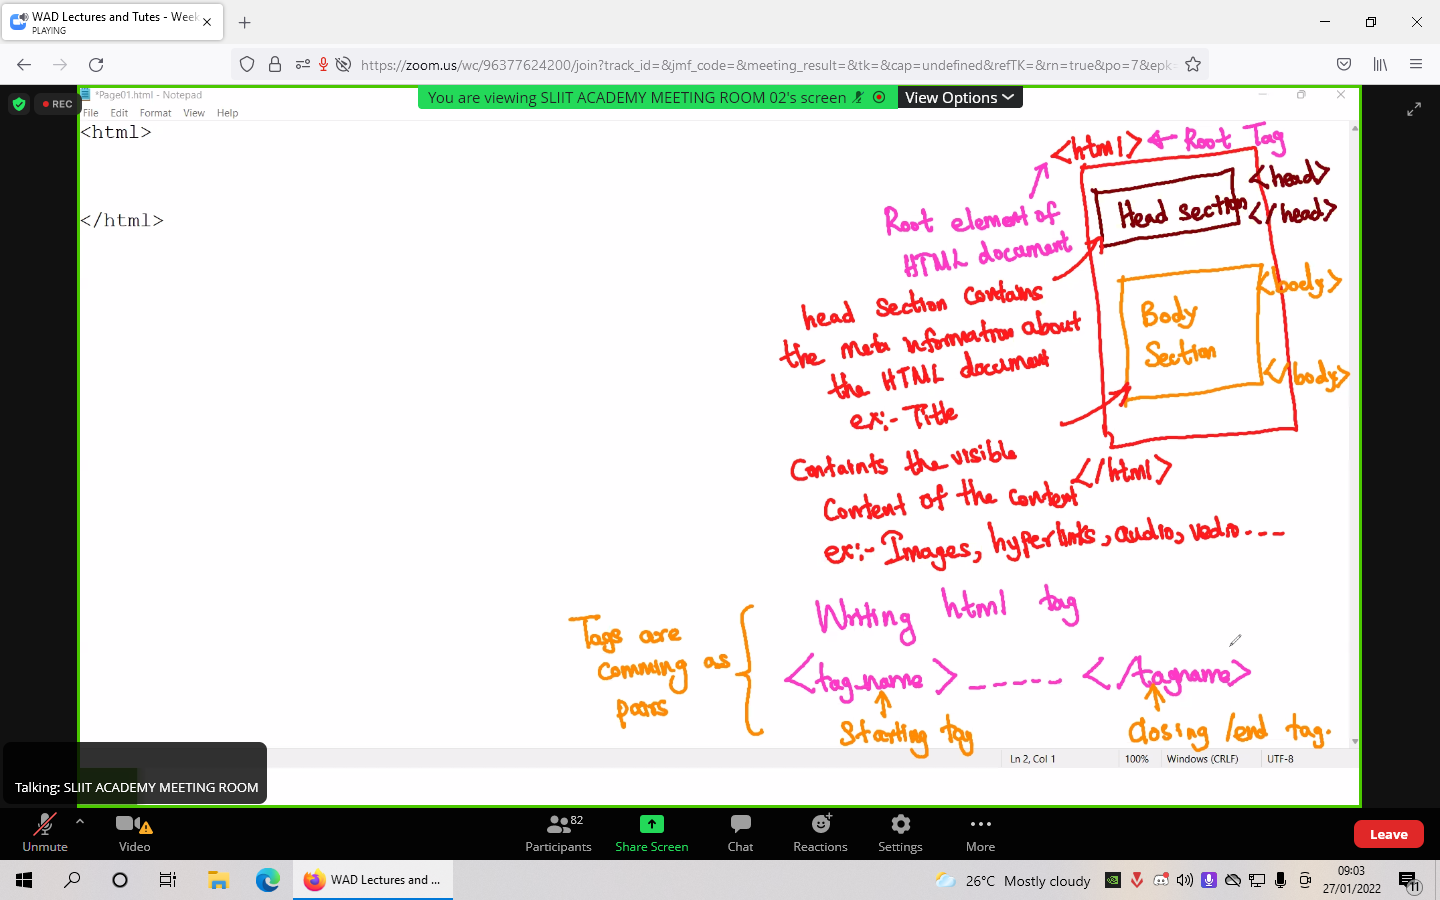 WAD Lectures and Tutes - Week
PLAYING
https://zoom.us/wc/96377624200/join?track_id=&jmf_code=&meeting_result=&tk=&cap=undefined&refTK=&rn=true&po=7&epk=
REC
*Page01.html - Notepad
You are viewing SLIIT ACADEMY MEETING ROOM 02's screen
View Options
File Edit Format View Help
<html>
</html>
<html> ← Root Tag
<head>
Head section </head>
Root element of
HTML document
<body>
head section contains
the meta information about
the HTML document
ex:- Title
Body
Section
</body>
Containts the visible
Content of the content
</html>
ex:- Images, hyperlinks, audio, vedio ---
Writing html tag
Tags are
comming as
pairs
<tag_name> ----- </tagname>
Starting tag
Closing /end tag.
Ln 2, Col 1
100%
Windows (CRLF)
UTF-8
Talking: SLIIT ACADEMY MEETING ROOM
Unmute
Video
Participants
82
Share Screen
Chat
Reactions
Settings
More
Leave
WAD Lectures and ...
26°C Mostly cloudy
09:03
27/01/2022
11